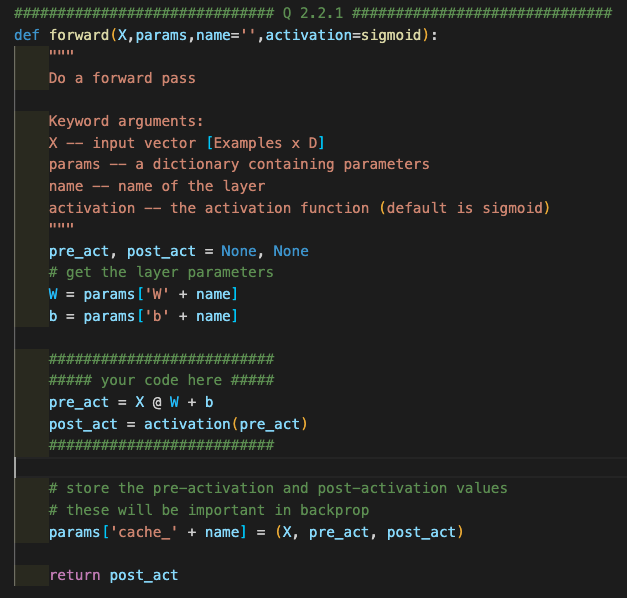 ############################## Q 2.2.1 ##############################
def forward(X,params,name='',activation=sigmoid):
    """
    Do a forward pass

    Keyword arguments:
    X -- input vector [Examples x D]
    params -- a dictionary containing parameters
    name -- name of the layer
    activation -- the activation function (default is sigmoid)
    """
    pre_act, post_act = None, None
    # get the layer parameters
    W = params['W' + name]
    b = params['b' + name]

    ##########################
    ##### your code here #####
    pre_act = X @ W + b
    post_act = activation(pre_act)
    ##########################

    # store the pre-activation and post-activation values
    # these will be important in backprop
    params['cache_' + name] = (X, pre_act, post_act)

    return post_act